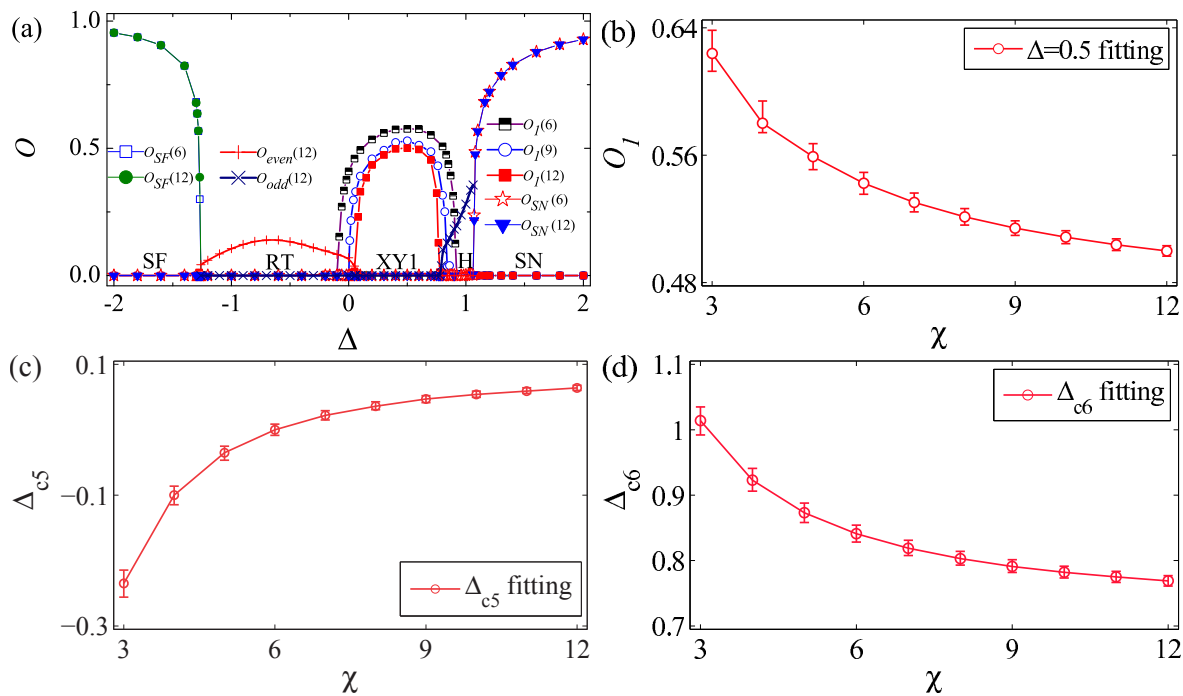 (a)
1.0
0.5
0.0
O
O_SF(6)
O_SF(12)
O_even(12)
O_odd(12)
O_I(6)
O_I(9)
O_I(12)
O_SN(6)
O_SN(12)
SF
RT
XY1
H
SN
-2
-1
0
1
2
Δ
(b)
0.64
0.56
0.48
O_I
Δ=0.5 fitting
3
6
9
12
χ
(c)
0.1
−0.1
−0.3
Δ_c5
Δ_c5 fitting
3
6
9
12
χ
(d)
1.1
1
0.9
0.8
0.7
Δ_c6
Δ_c6 fitting
3
6
9
12
χ